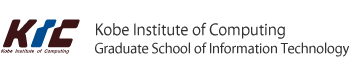 KIC
Kobe Institute of Computing
Kobe Institute of Computing
Graduate School of Information Technology